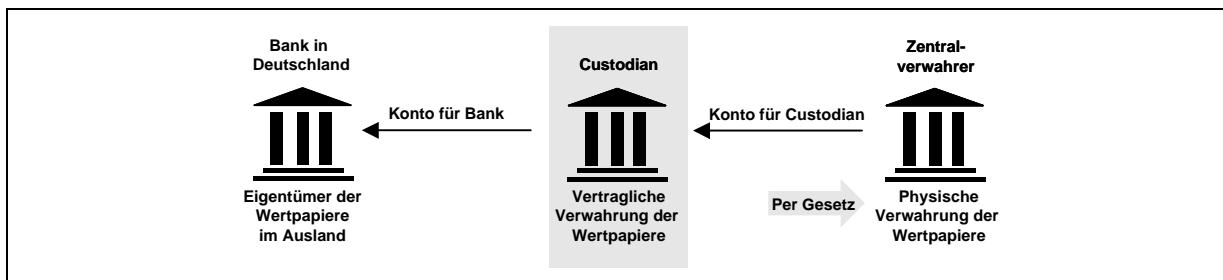 Bank in
Deutschland
Custodian
Zentral-
verwahrer
Konto für Bank
Konto für Custodian
Eigentümer der
Wertpapiere
im Ausland
Vertragliche
Verwahrung der
Wertpapiere
Per Gesetz
Physische
Verwahrung der
Wertpapiere